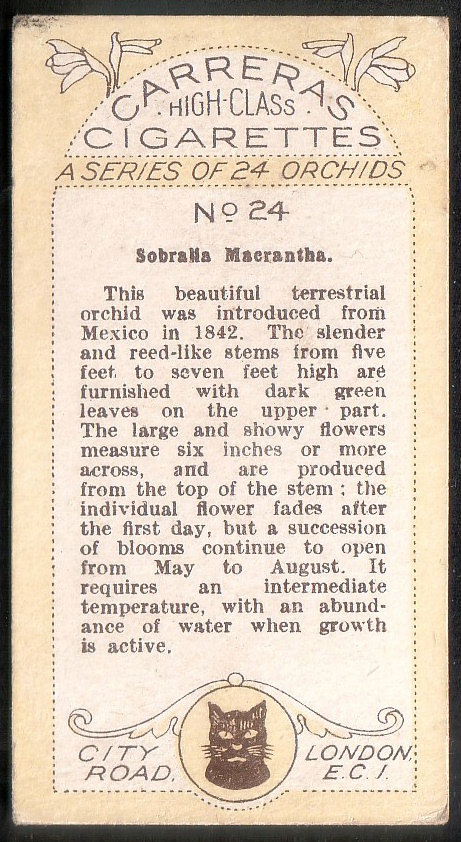 CARRERAS
HIGH-CLASS
CIGARETTES
A SERIES OF 24 ORCHIDS
No 24
Sobralia Macrantha.
This beautiful terrestrial
orchid was introduced from
Mexico in 1842. The slender
and reed-like stems from five
feet to seven feet high are
furnished with dark green
leaves on the upper part.
The large and showy flowers
measure six inches or more
across, and are produced
from the top of the stem; the
individual flower fades after
the first day, but a succession
of blooms continue to open
from May to August. It
requires an intermediate
temperature, with an abund-
ance of water when growth
is active.
CITY ROAD,
LONDON, E.C.1.